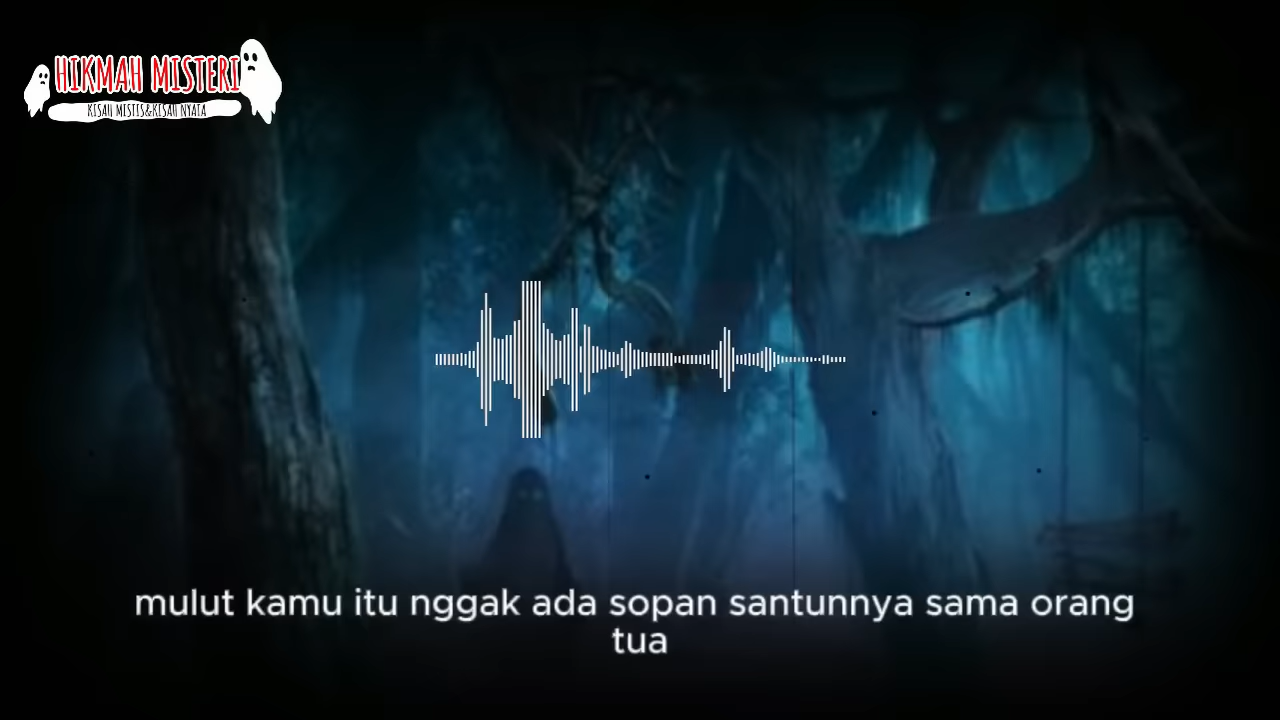 HIKMAH MISTERI
KISAH MISTIS&KISAH NYATA
mulut kamu itu nggak ada sopan santunnya sama orang
tua